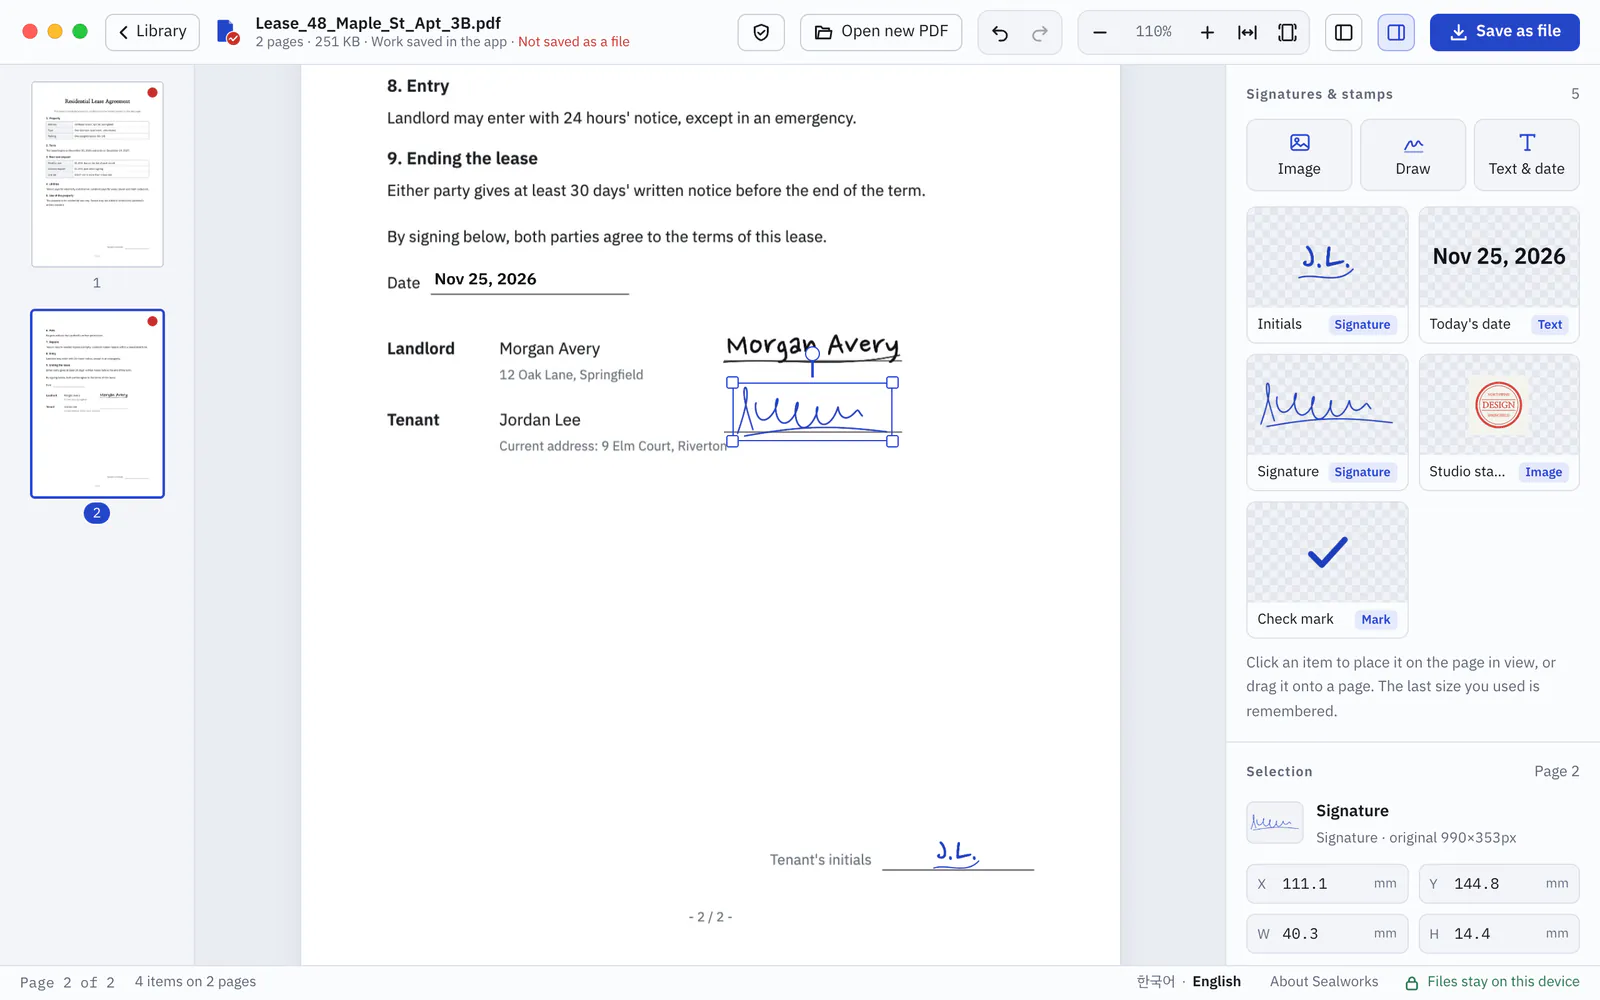 Library
Lease_48_Maple_St_Apt_3B.pdf
2 pages · 251 KB · Work saved in the app · Not saved as a file
Open new PDF
110%
Save as file
Residential Lease Agreement
1
2
8. Entry
Landlord may enter with 24 hours' notice, except in an emergency.
9. Ending the lease
Either party gives at least 30 days' written notice before the end of the term.
By signing below, both parties agree to the terms of this lease.
Date Nov 25, 2026
Landlord Morgan Avery Morgan Avery
12 Oak Lane, Springfield
Tenant Jordan Lee
Current address: 9 Elm Court, Riverton
Tenant's initials J.L.
- 2 / 2 -
Signatures & stamps 5
Image Draw Text & date
J.L. Nov 25, 2026
Initials Signature Today's date Text
DESIGN
Signature Signature Studio sta... Image
Check mark Mark
Click an item to place it on the page in view, or
drag it onto a page. The last size you used is
remembered.
Selection Page 2
Signature
Signature · original 990×353px
X 111.1 mm Y 144.8 mm
W 40.3 mm H 14.4 mm
Page 2 of 2 4 items on 2 pages
한국어 · English About Sealworks Files stay on this device